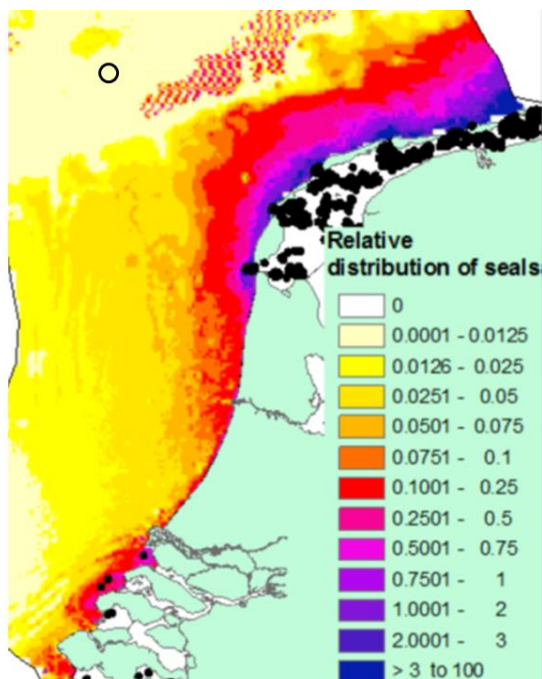 Relative
distribution of seals
0
0.0001 - 0.0125
0.0126 - 0.025
0.0251 - 0.05
0.0501 - 0.075
0.0751 - 0.1
0.1001 - 0.25
0.2501 - 0.5
0.5001 - 0.75
0.7501 - 1
1.0001 - 2
2.0001 - 3
> 3 to 100